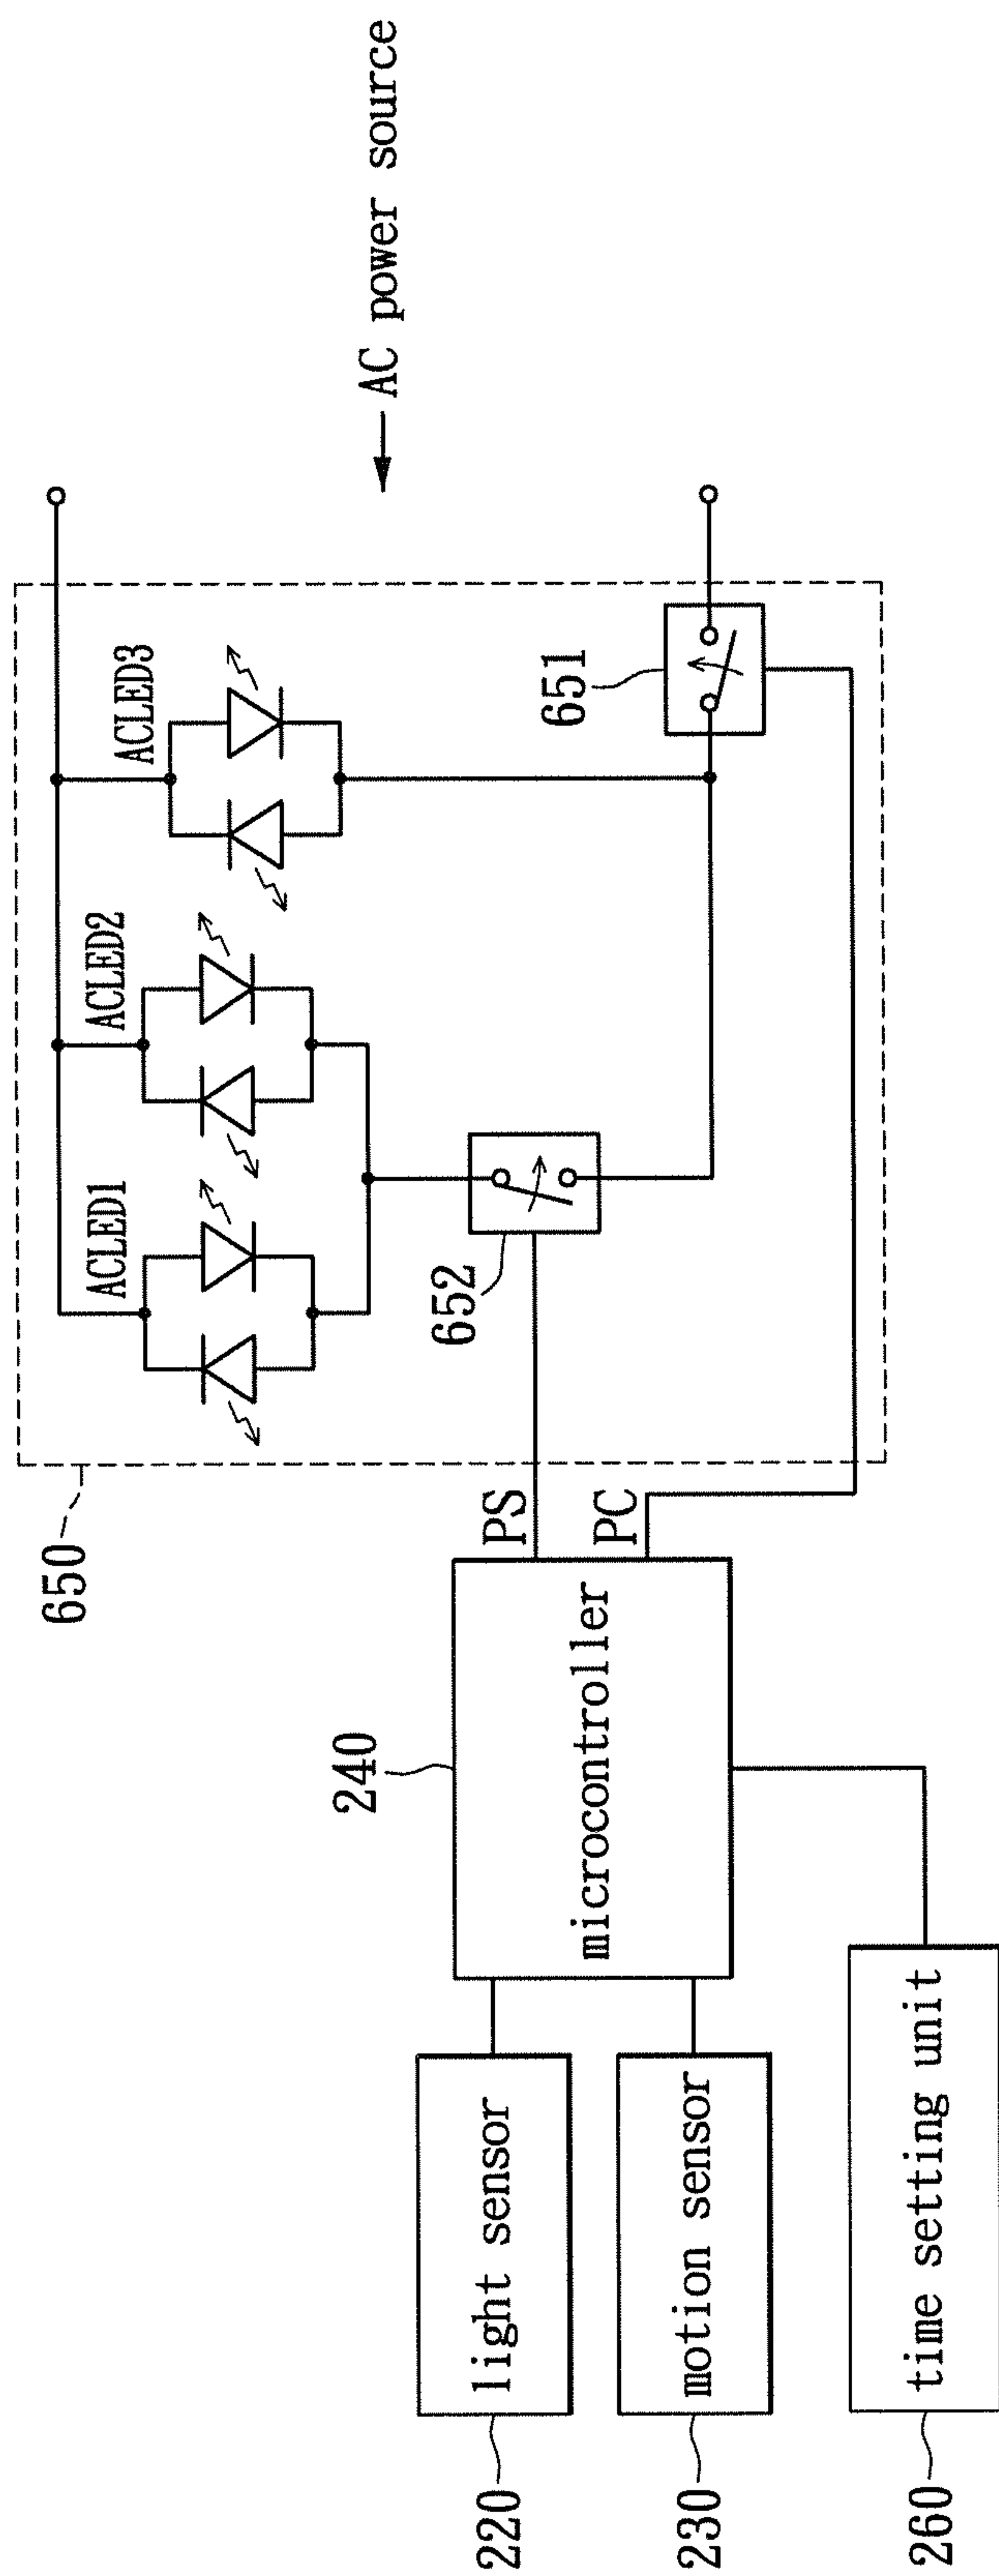 220
light sensor
230
motion sensor
260
time setting unit
240
microcontroller
PS
PC
650
ACLED1
ACLED2
ACLED3
652
651
AC power source